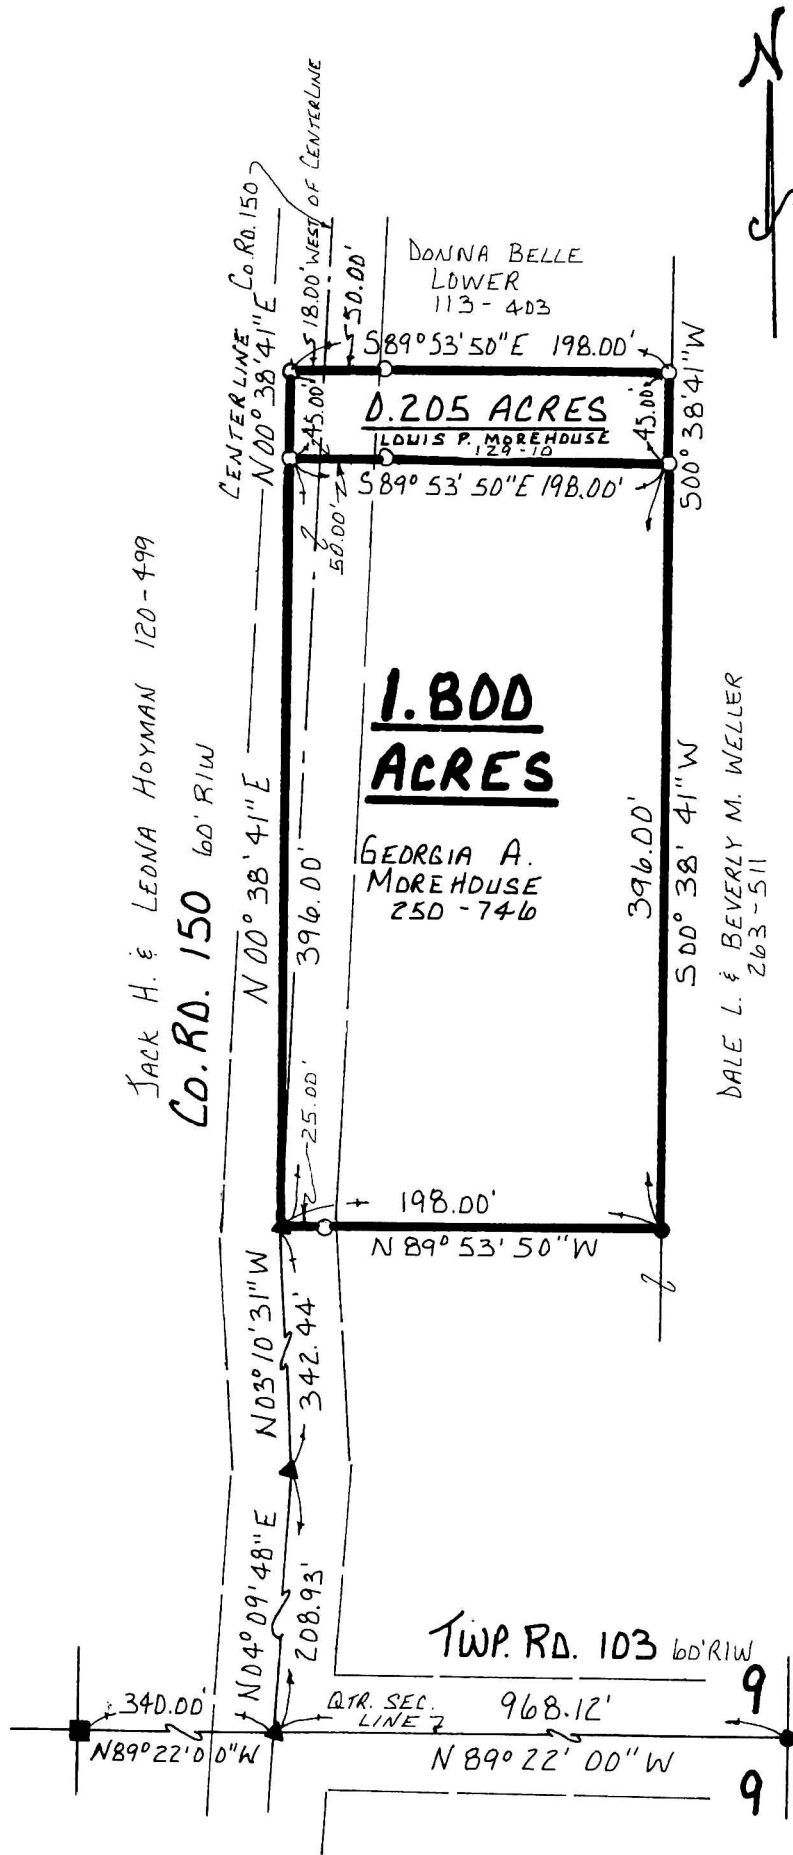 N
CENTERLINE CO. RD. 150
18.00' WEST OF CENTERLINE
50.00'
DONNA BELLE
LOWER
113 - 403
N 00° 38' 41" E
S 89° 53' 50" E 198.00'
45.00'
0.205 ACRES
LOUIS P. MOREHOUSE
129-10
45.00'
S 00° 38' 41" W
S 89° 53' 50" E 198.00'
50.00'
JACK H. & LEONA HOYMAN 120-499
CO. RD. 150 60' R/W
N 00° 38' 41" E
396.00'
1.800
ACRES
GEORGIA A.
MOREHOUSE
250 - 746
396.00'
S 00° 38' 41" W
DALE L. & BEVERLY M. WELLER
263-511
25.00'
198.00'
N 89° 53' 50" W
N 03° 10' 31" W
342.44'
N 04° 09' 48" E
208.93'
TWP. RD. 103 60' R/W
9
340.00'
QTR. SEC.
LINE
968.12'
N 89° 22' 00" W
N 89° 22' 00" W
9